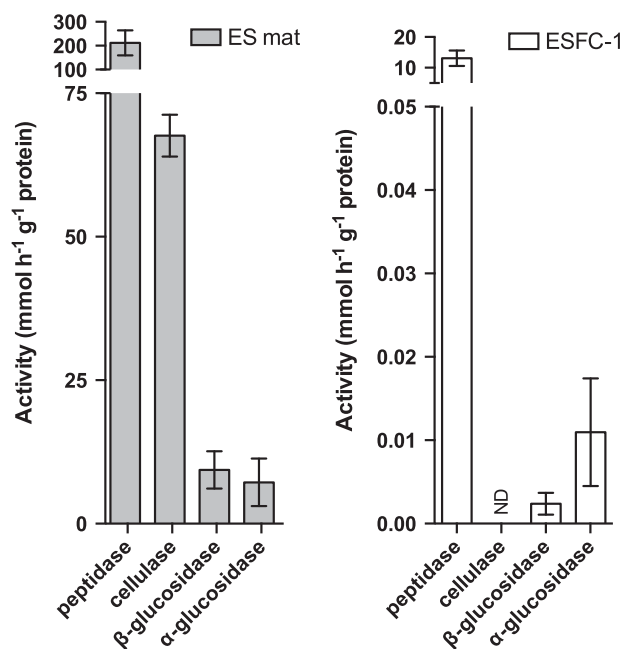 300
200
100
75
50
25
0
Activity (mmol h⁻¹ g⁻¹ protein)
ES mat
peptidase
cellulase
β-glucosidase
α-glucosidase
20
10
0.05
0.04
0.03
0.02
0.01
0.00
Activity (mmol h⁻¹ g⁻¹ protein)
ESFC-1
ND
peptidase
cellulase
β-glucosidase
α-glucosidase